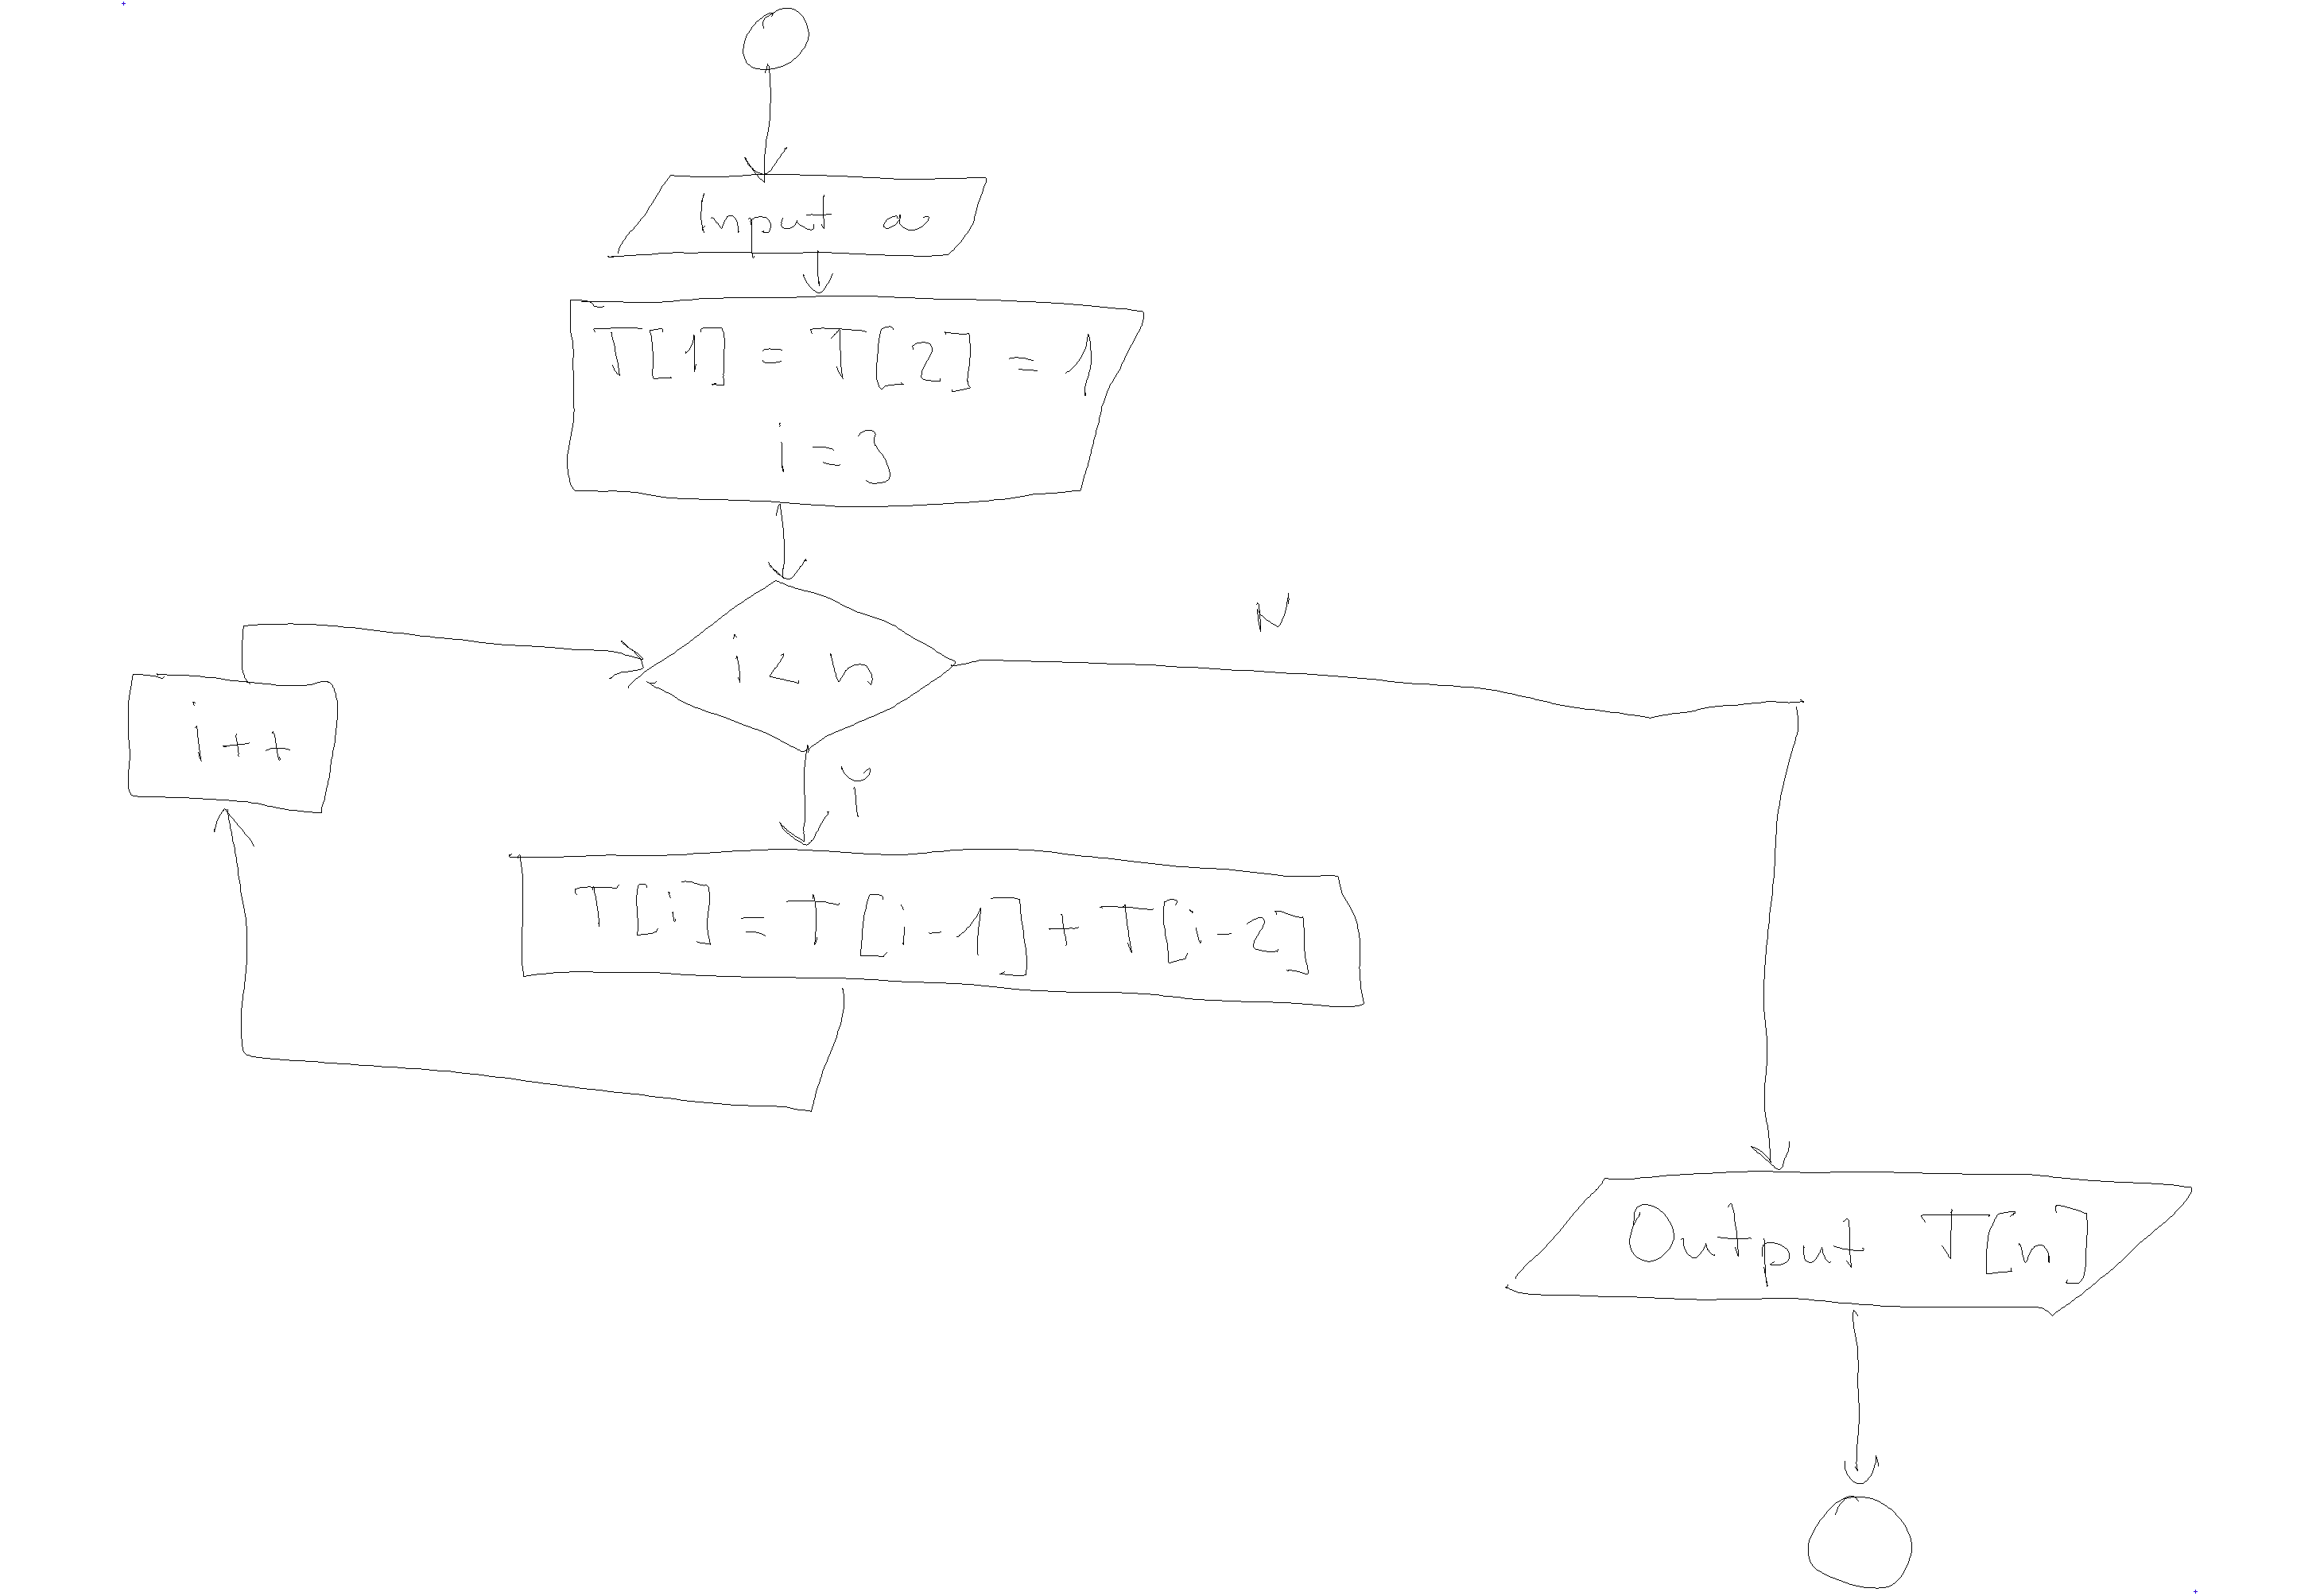 Input a
T[1] = T[2] = 1
i = 3
N
i < n
i++
Y
T[i] = T[i-1] + T[i-2]
Output T[n]